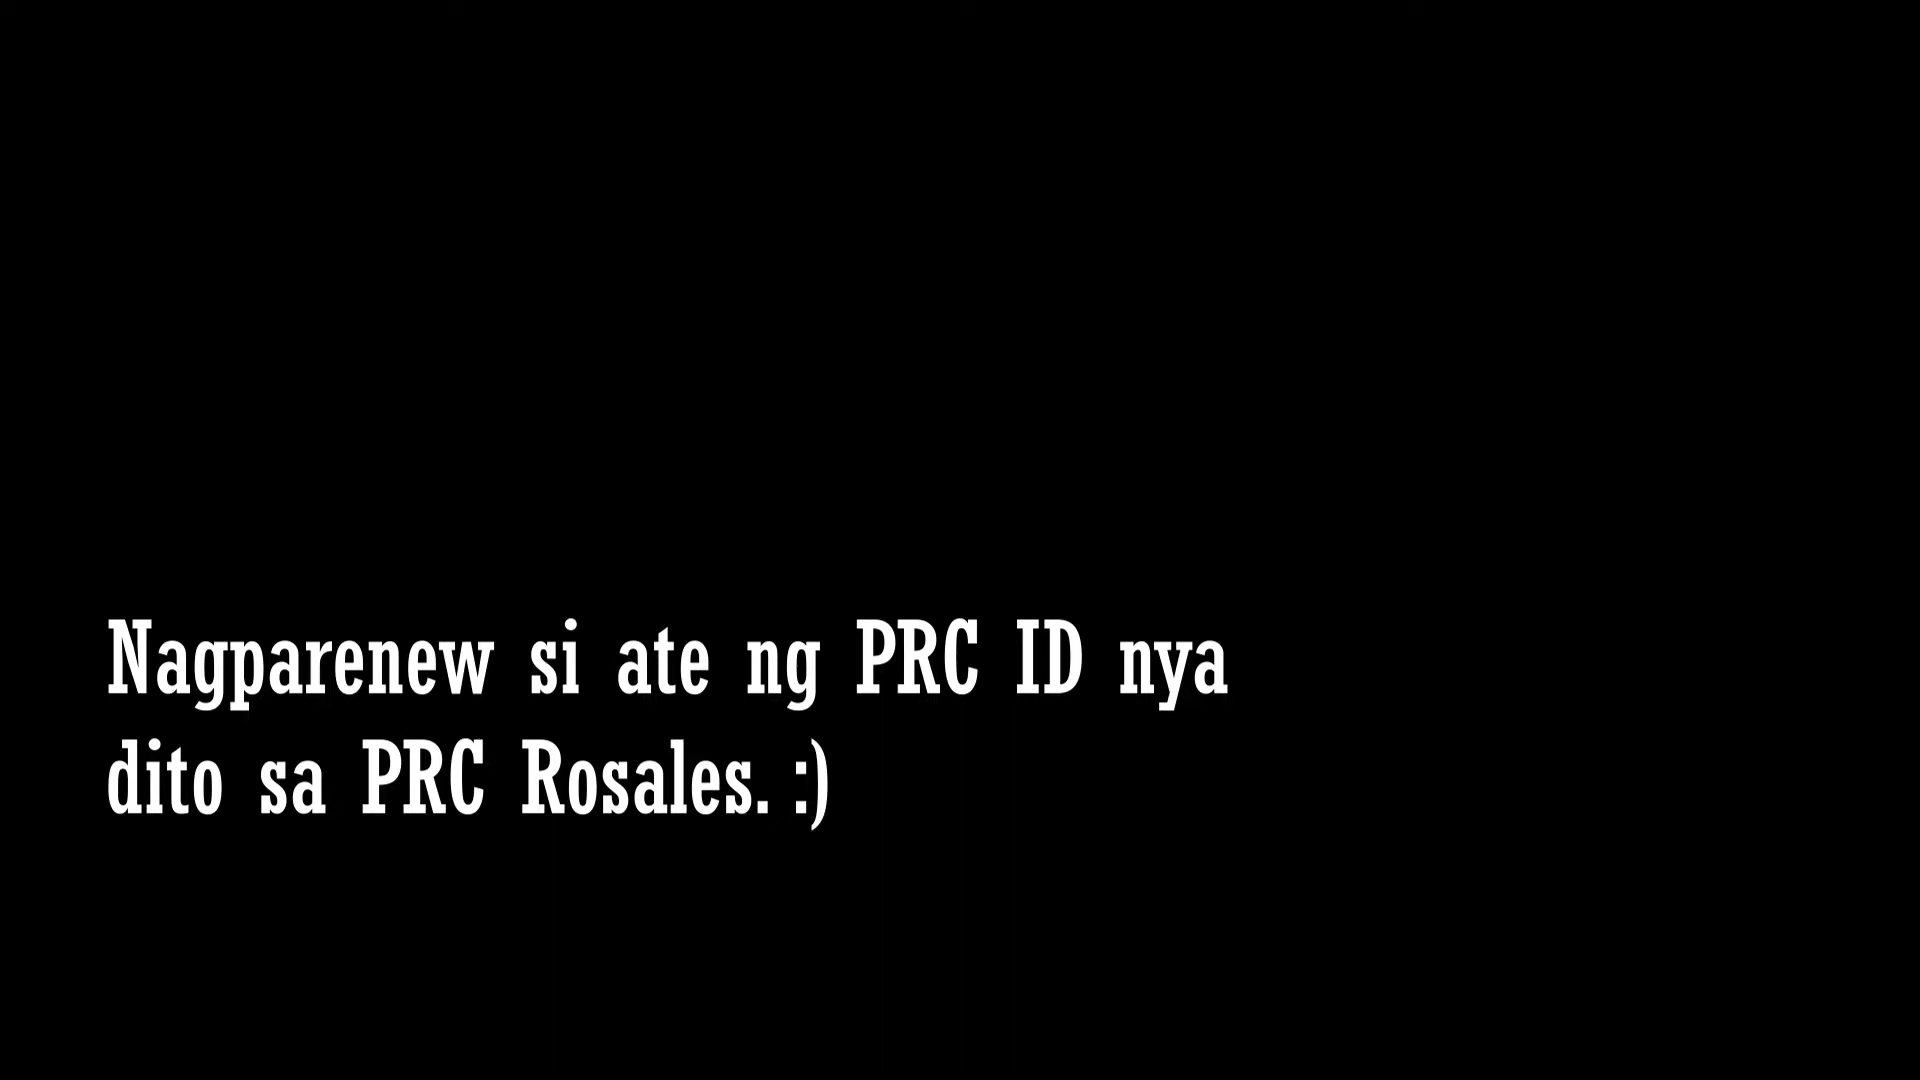 Nagparenew si ate ng PRC ID nya
dito sa PRC Rosales. :)